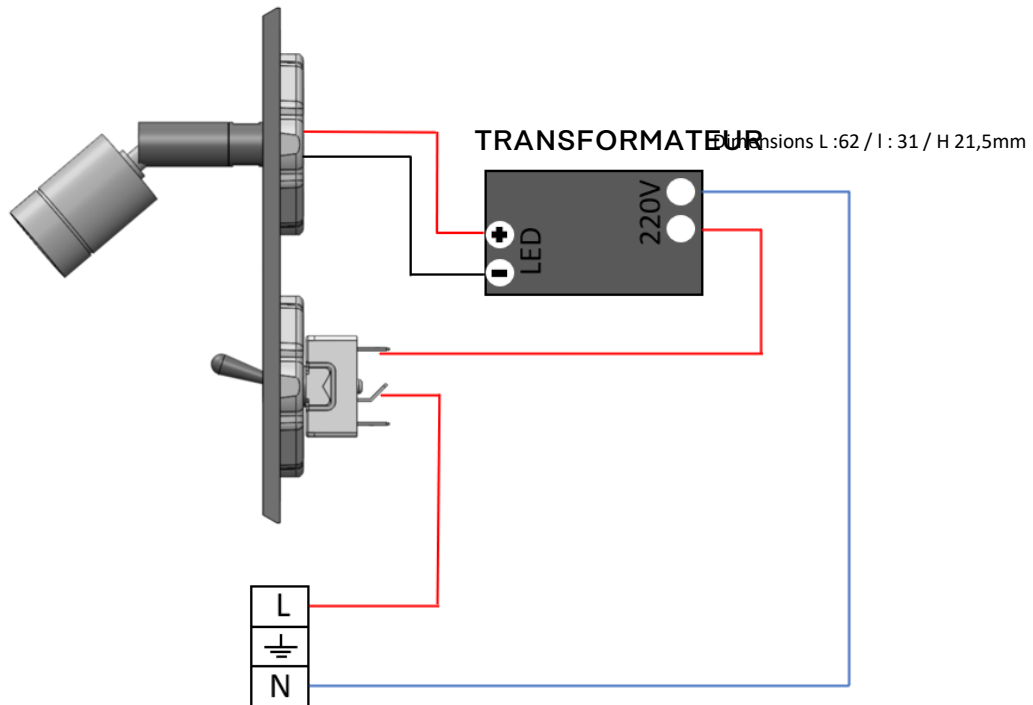 TRANSFORMATEUR
Dimensions L :62 / l : 31 / H 21,5mm
220V
LED
L
N